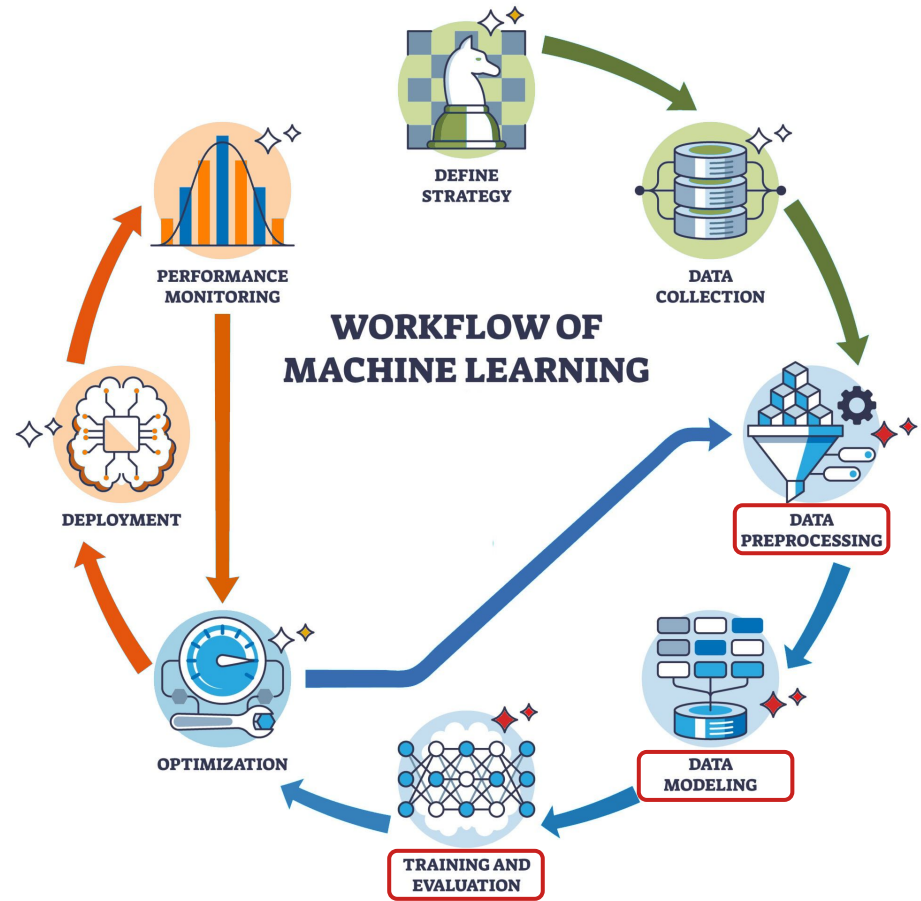 DEFINE
STRATEGY
DATA
COLLECTION
PERFORMANCE
MONITORING
WORKFLOW OF
MACHINE LEARNING
DATA
PREPROCESSING
DEPLOYMENT
DATA
MODELING
OPTIMIZATION
TRAINING AND
EVALUATION